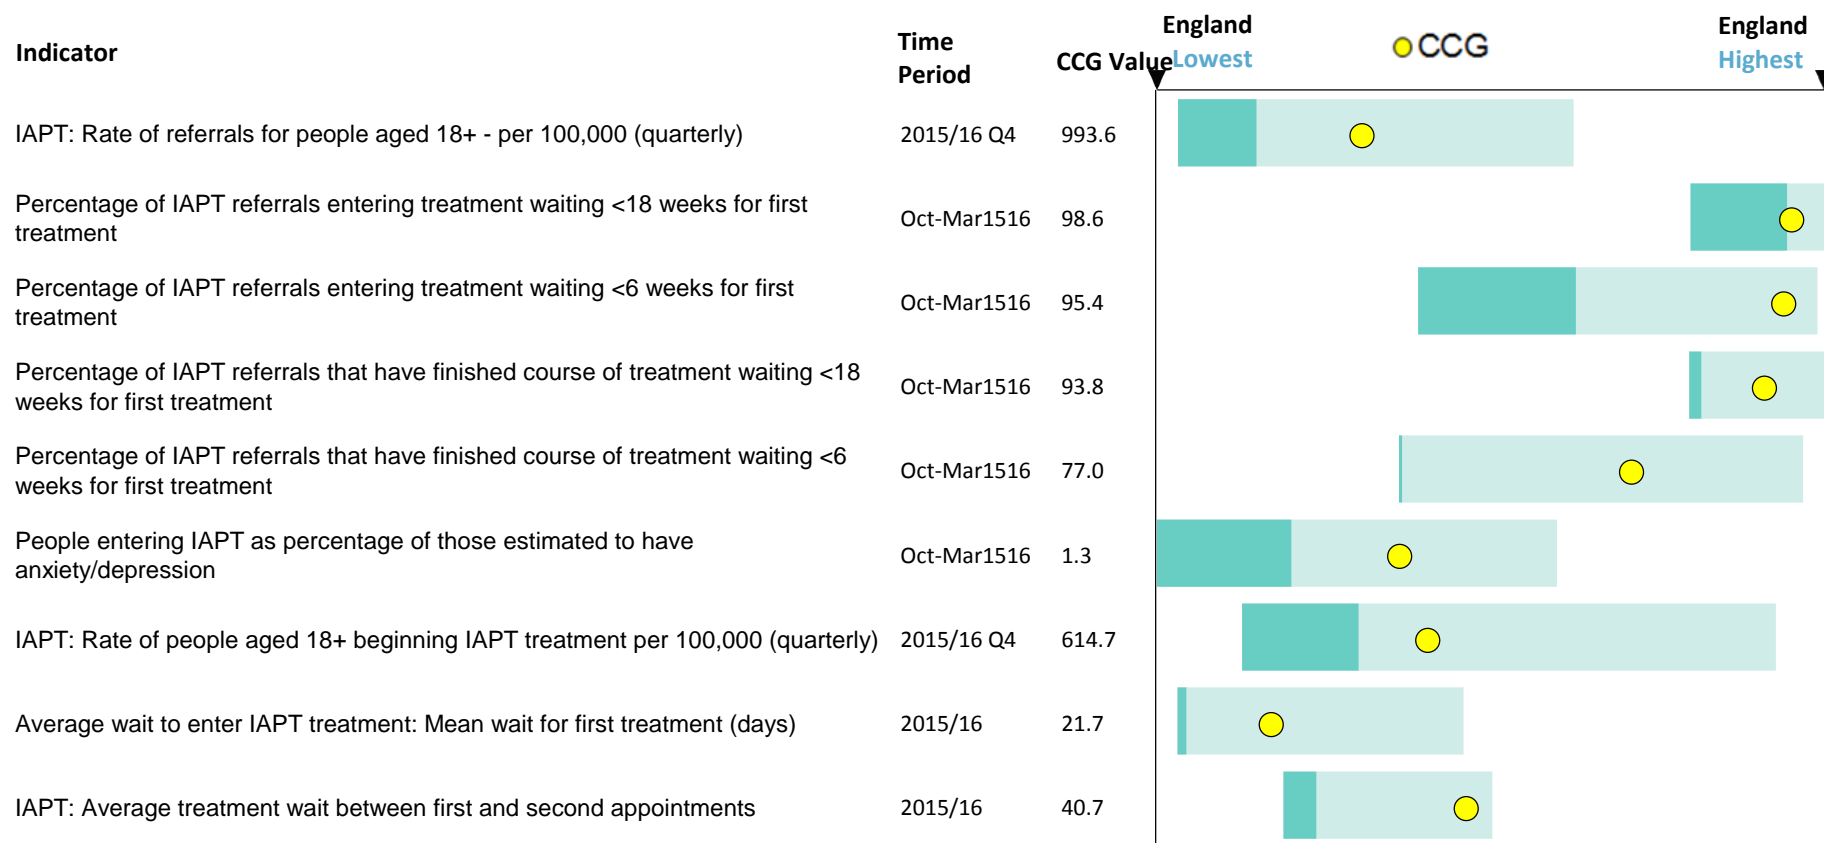 Indicator
Time
Period
CCG Value
England
Lowest
CCG
England
Highest
IAPT: Rate of referrals for people aged 18+ - per 100,000 (quarterly) 2015/16 Q4 993.6
Percentage of IAPT referrals entering treatment waiting <18 weeks for first
treatment
Oct-Mar1516 98.6
Percentage of IAPT referrals entering treatment waiting <6 weeks for first
treatment
Oct-Mar1516 95.4
Percentage of IAPT referrals that have finished course of treatment waiting <18
weeks for first treatment
Oct-Mar1516 93.8
Percentage of IAPT referrals that have finished course of treatment waiting <6
weeks for first treatment
Oct-Mar1516 77.0
People entering IAPT as percentage of those estimated to have
anxiety/depression
Oct-Mar1516 1.3
IAPT: Rate of people aged 18+ beginning IAPT treatment per 100,000 (quarterly) 2015/16 Q4 614.7
Average wait to enter IAPT treatment: Mean wait for first treatment (days) 2015/16 21.7
IAPT: Average treatment wait between first and second appointments 2015/16 40.7